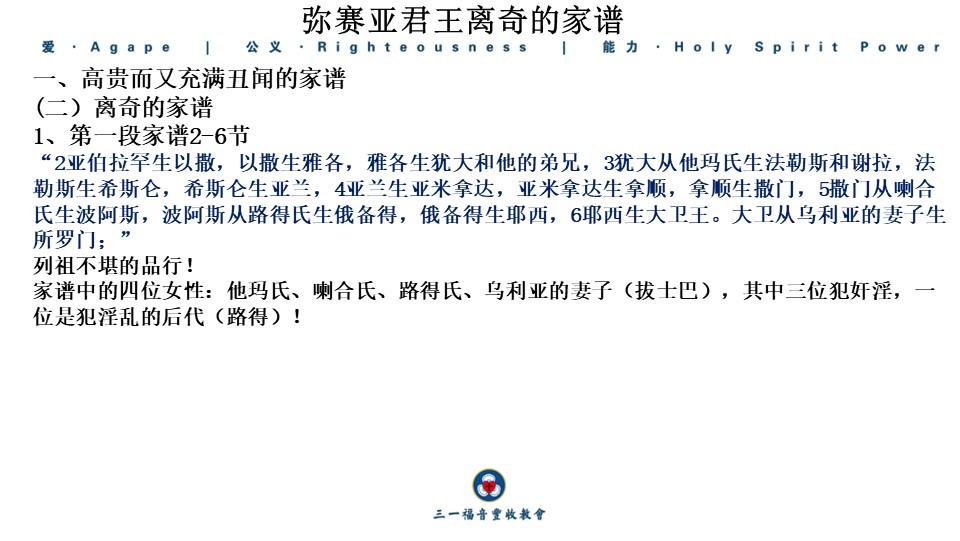 弥赛亚君王离奇的家谱
爱 · Agape | 公义 · Righteousness | 能力 · Holy Spirit Power
一、高贵而又充满丑闻的家谱
(二）离奇的家谱
1、第一段家谱2-6节
“2亚伯拉罕生以撒，以撒生雅各，雅各生犹大和他的弟兄，3犹大从他玛氏生法勒斯和谢拉，法
勒斯生希斯仑，希斯仑生亚兰，4亚兰生亚米拿达，亚米拿达生拿顺，拿顺生撒门，5撒门从喇合
氏生波阿斯，波阿斯从路得氏生俄备得，俄备得生耶西，6耶西生大卫王。大卫从乌利亚的妻子生
所罗门；”
列祖不堪的品行！
家谱中的四位女性：他玛氏、喇合氏、路得氏、乌利亚的妻子（拔士巴），其中三位犯奸淫，一
位是犯淫乱的后代（路得）！
三一福音豐收教會